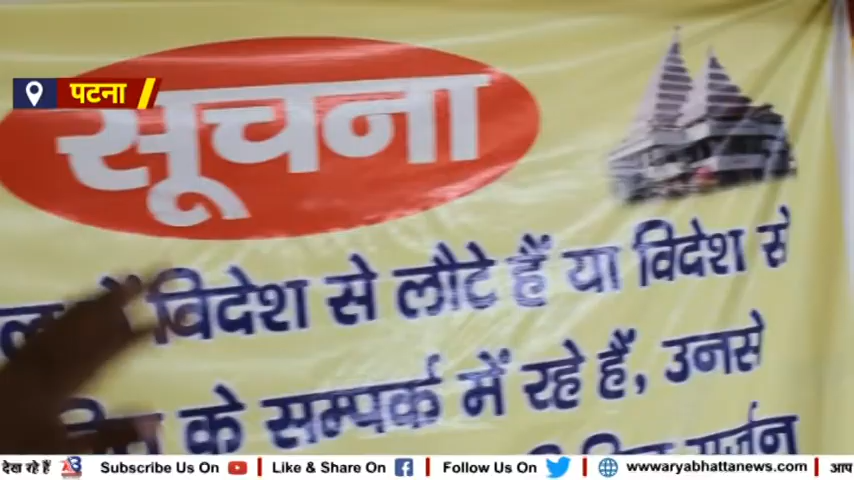 पटना
सूचना
विदेश से लौटे हैं या विदेश से
के सम्पर्क में रहे हैं, उनसे
देख रहे हैं Subscribe Us On Like & Share On Follow Us On www.aryabhattanews.com आप